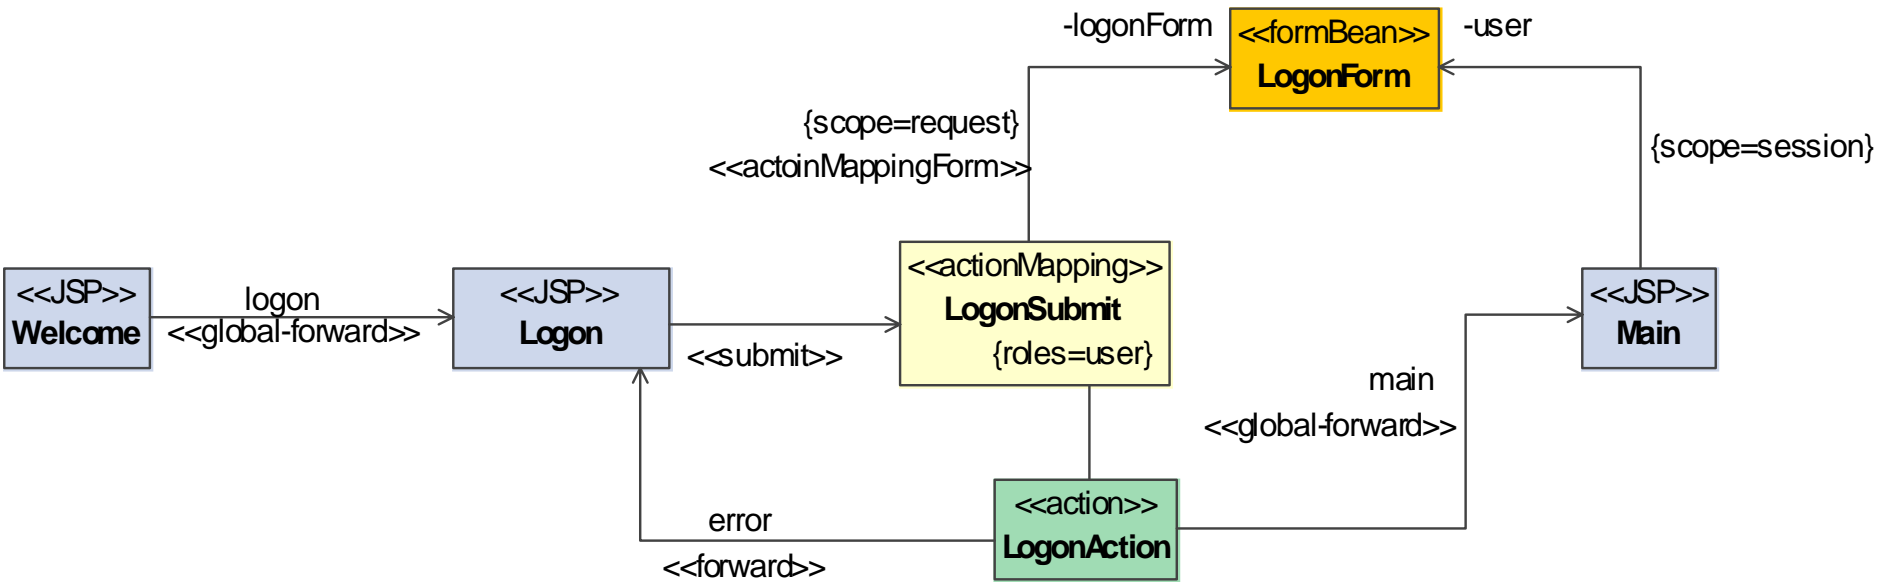 -logonForm
<<formBean>>
LogonForm
-user
{scope=request}
<<actoinMappingForm>>
{scope=session}
<<JSP>>
Welcome
logon
<<global-forward>>
<<JSP>>
Logon
<<submit>>
<<actionMapping>>
LogonSubmit
{roles=user}
<<JSP>>
Main
main
<<global-forward>>
error
<<forward>>
<<action>>
LogonAction